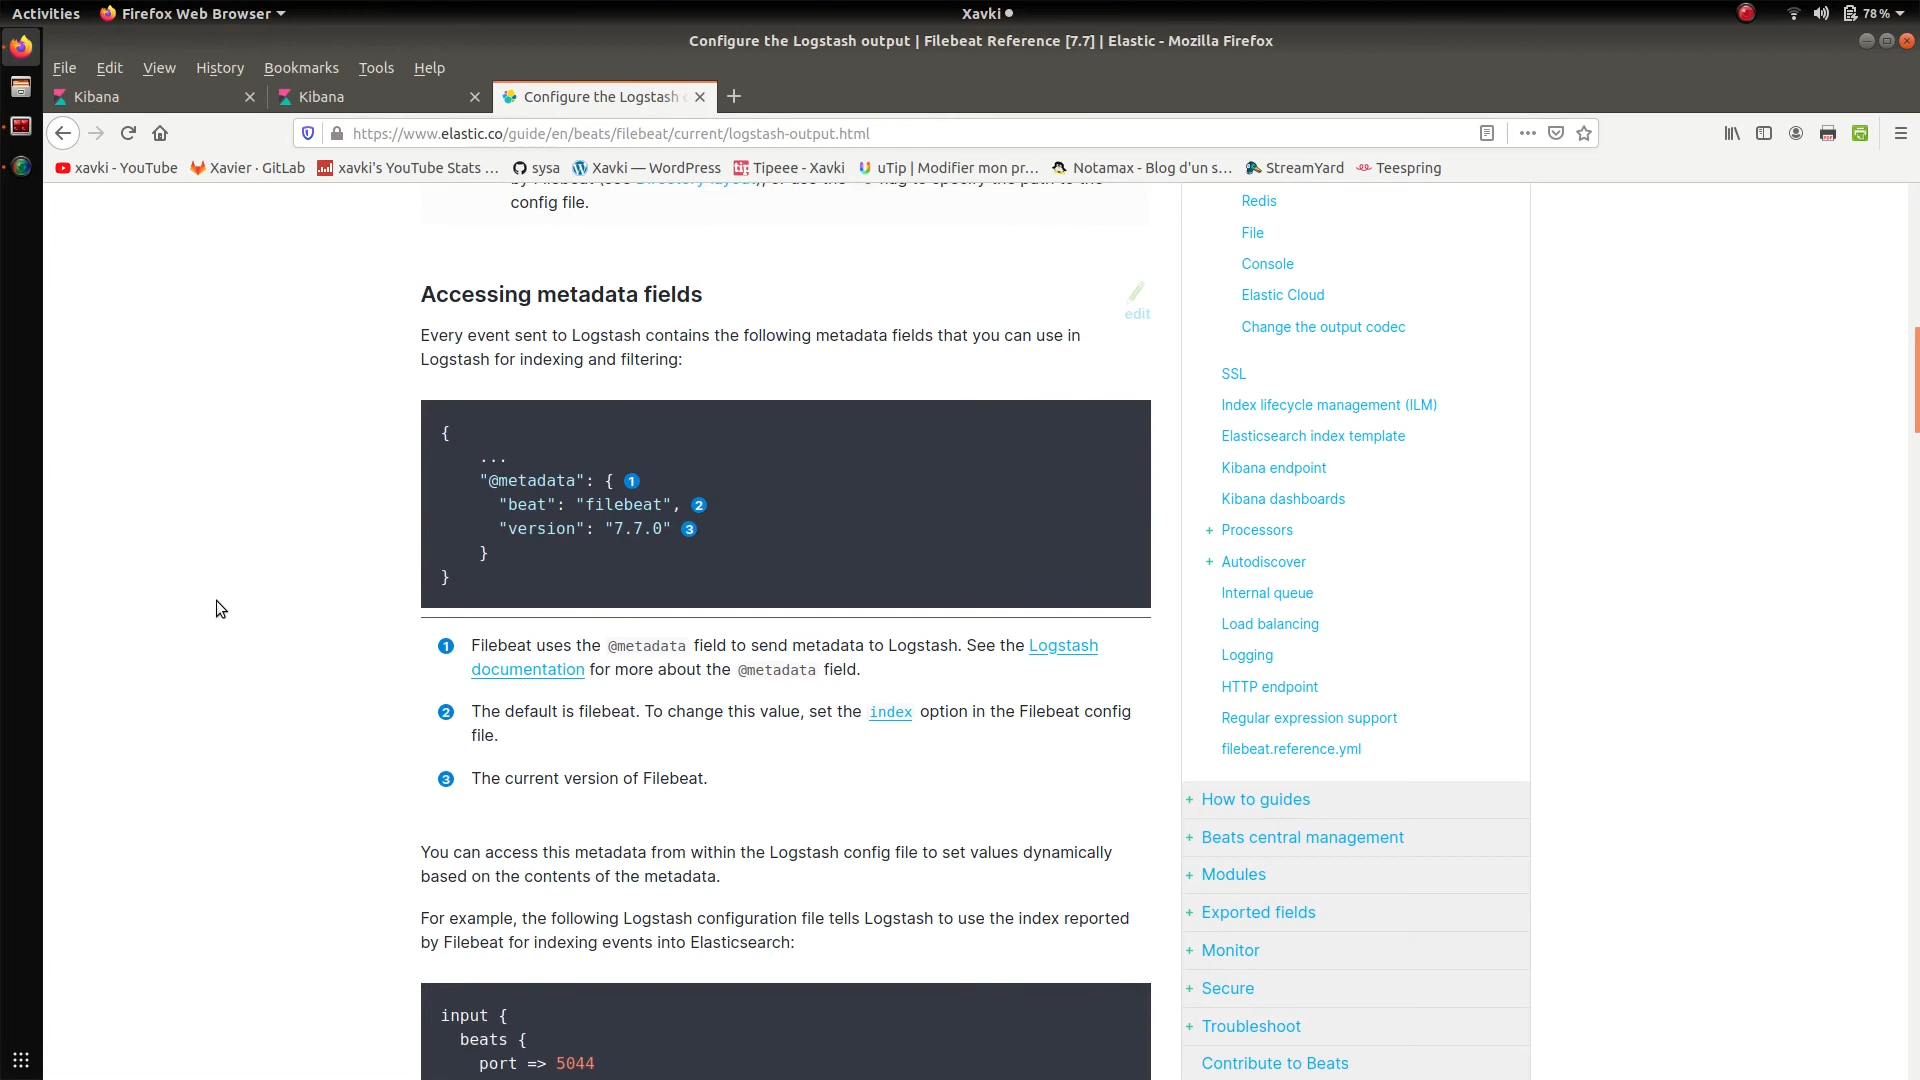 Activities
Firefox Web Browser
Xavki
78%
Configure the Logstash output | Filebeat Reference [7.7] | Elastic - Mozilla Firefox
File Edit View History Bookmarks Tools Help
Kibana
Kibana
Configure the Logstash
https://www.elastic.co/guide/en/beats/filebeat/current/logstash-output.html
xavki - YouTube
Xavier · GitLab
xavki's YouTube Stats ...
sysa
Xavki — WordPress
Tipeee - Xavki
uTip | Modifier mon pr...
Notamax - Blog d'un s...
StreamYard
Teespring
config file.
Accessing metadata fields
edit
Every event sent to Logstash contains the following metadata fields that you can use in
Logstash for indexing and filtering:
{
...
"@metadata": { 1
"beat": "filebeat", 2
"version": "7.7.0" 3
}
}
1 Filebeat uses the @metadata field to send metadata to Logstash. See the Logstash
documentation for more about the @metadata field.
2 The default is filebeat. To change this value, set the index option in the Filebeat config
file.
3 The current version of Filebeat.
You can access this metadata from within the Logstash config file to set values dynamically
based on the contents of the metadata.
For example, the following Logstash configuration file tells Logstash to use the index reported
by Filebeat for indexing events into Elasticsearch:
input {
beats {
port => 5044
Redis
File
Console
Elastic Cloud
Change the output codec
SSL
Index lifecycle management (ILM)
Elasticsearch index template
Kibana endpoint
Kibana dashboards
+ Processors
+ Autodiscover
Internal queue
Load balancing
Logging
HTTP endpoint
Regular expression support
filebeat.reference.yml
+ How to guides
+ Beats central management
+ Modules
+ Exported fields
+ Monitor
+ Secure
+ Troubleshoot
Contribute to Beats